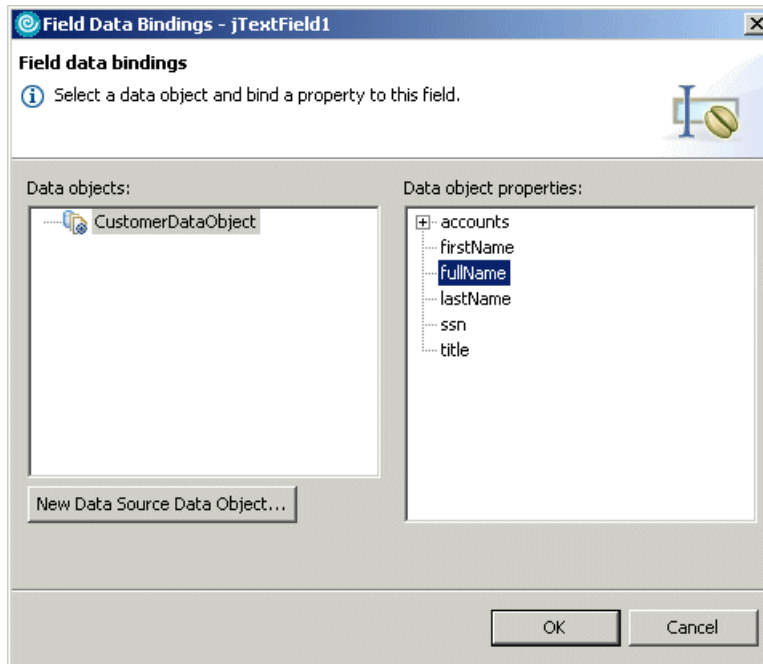 Field Data Bindings - jTextField1
Field data bindings
Select a data object and bind a property to this field.
Data objects:
CustomerDataObject
New Data Source Data Object...
Data object properties:
accounts
firstName
fullName
lastName
ssn
title
OK
Cancel